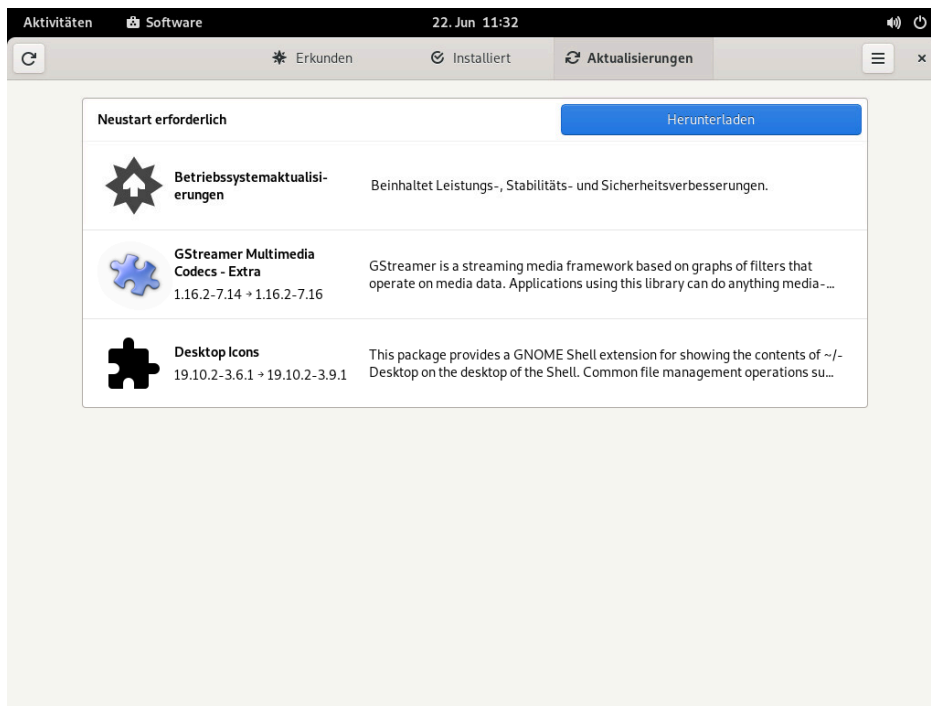 Aktivitäten Software 22. Jun 11:32
Erkunden Installiert Aktualisierungen
Neustart erforderlich Herunterladen
Betriebssystemaktualisi-
erungen
Beinhaltet Leistungs-, Stabilitäts- und Sicherheitsverbesserungen.
GStreamer Multimedia
Codecs - Extra
1.16.2-7.14 → 1.16.2-7.16
GStreamer is a streaming media framework based on graphs of filters that
operate on media data. Applications using this library can do anything media-…
Desktop Icons
19.10.2-3.6.1 → 19.10.2-3.9.1
This package provides a GNOME Shell extension for showing the contents of ~/-
Desktop on the desktop of the Shell. Common file management operations su…